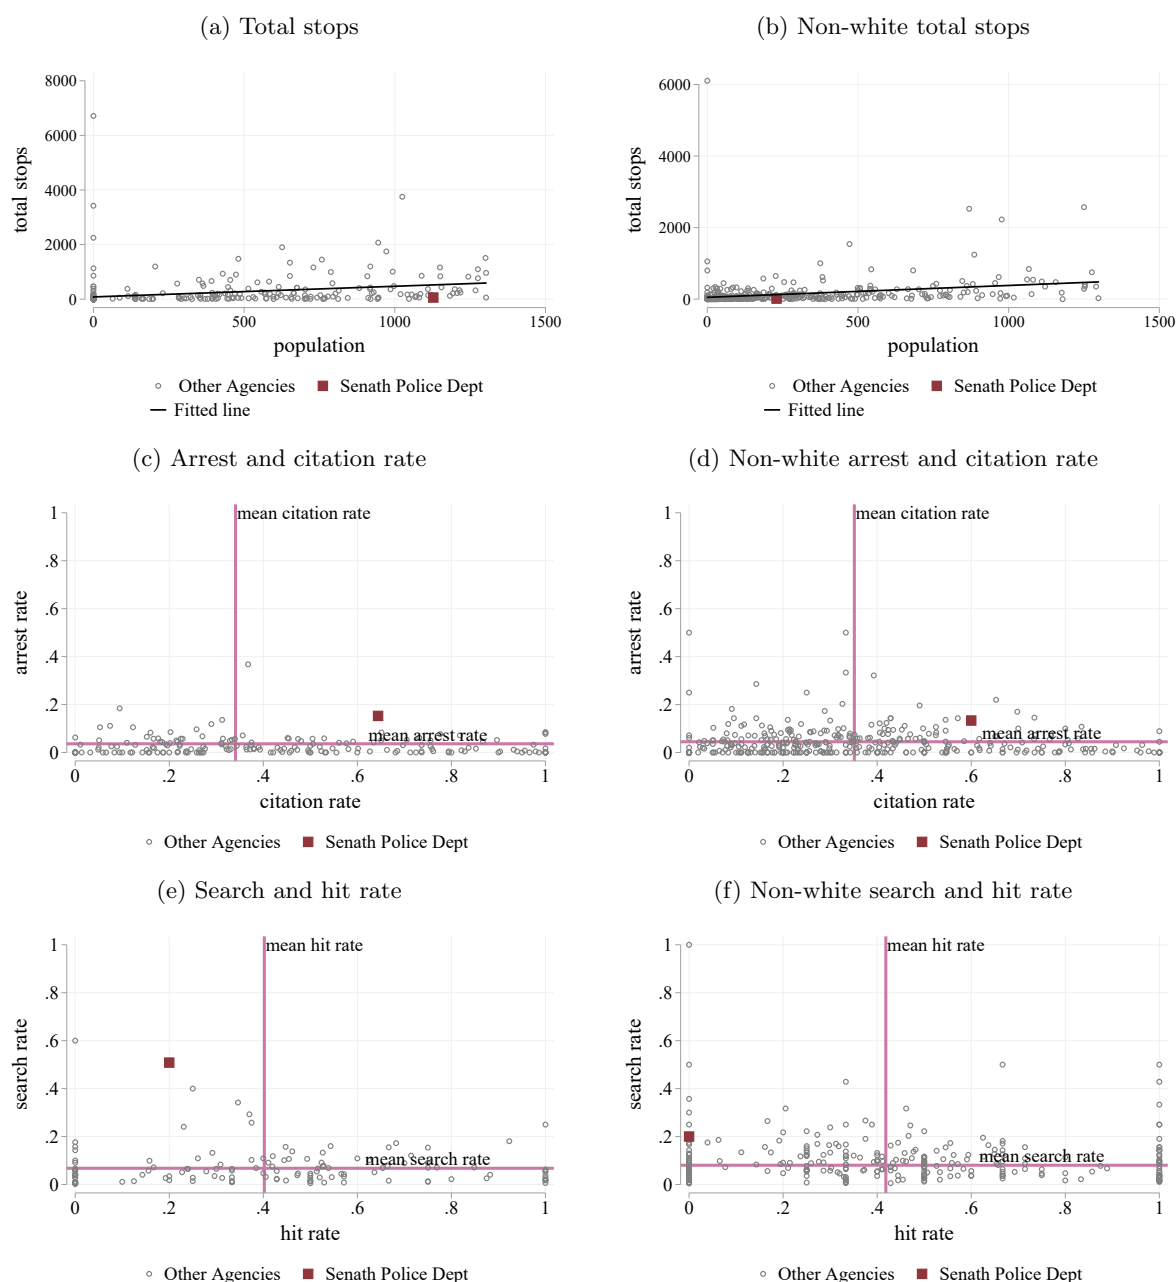 (a) Total stops
(b) Non-white total stops
total stops
8000
6000
4000
2000
0
0 500 1000 1500
population
Other Agencies Senath Police Dept
Fitted line
total stops
6000
4000
2000
0
0 500 1000 1500
population
Other Agencies Senath Police Dept
Fitted line
(c) Arrest and citation rate
(d) Non-white arrest and citation rate
mean citation rate
arrest rate
1
.8
.6
.4
.2
0
mean arrest rate
0 .2 .4 .6 .8 1
citation rate
Other Agencies Senath Police Dept
mean citation rate
arrest rate
1
.8
.6
.4
.2
0
mean arrest rate
0 .2 .4 .6 .8 1
citation rate
Other Agencies Senath Police Dept
(e) Search and hit rate
(f) Non-white search and hit rate
mean hit rate
search rate
1
.8
.6
.4
.2
0
mean search rate
0 .2 .4 .6 .8 1
hit rate
Other Agencies Senath Police Dept
mean hit rate
search rate
1
.8
.6
.4
.2
0
mean search rate
0 .2 .4 .6 .8 1
hit rate
Other Agencies Senath Police Dept